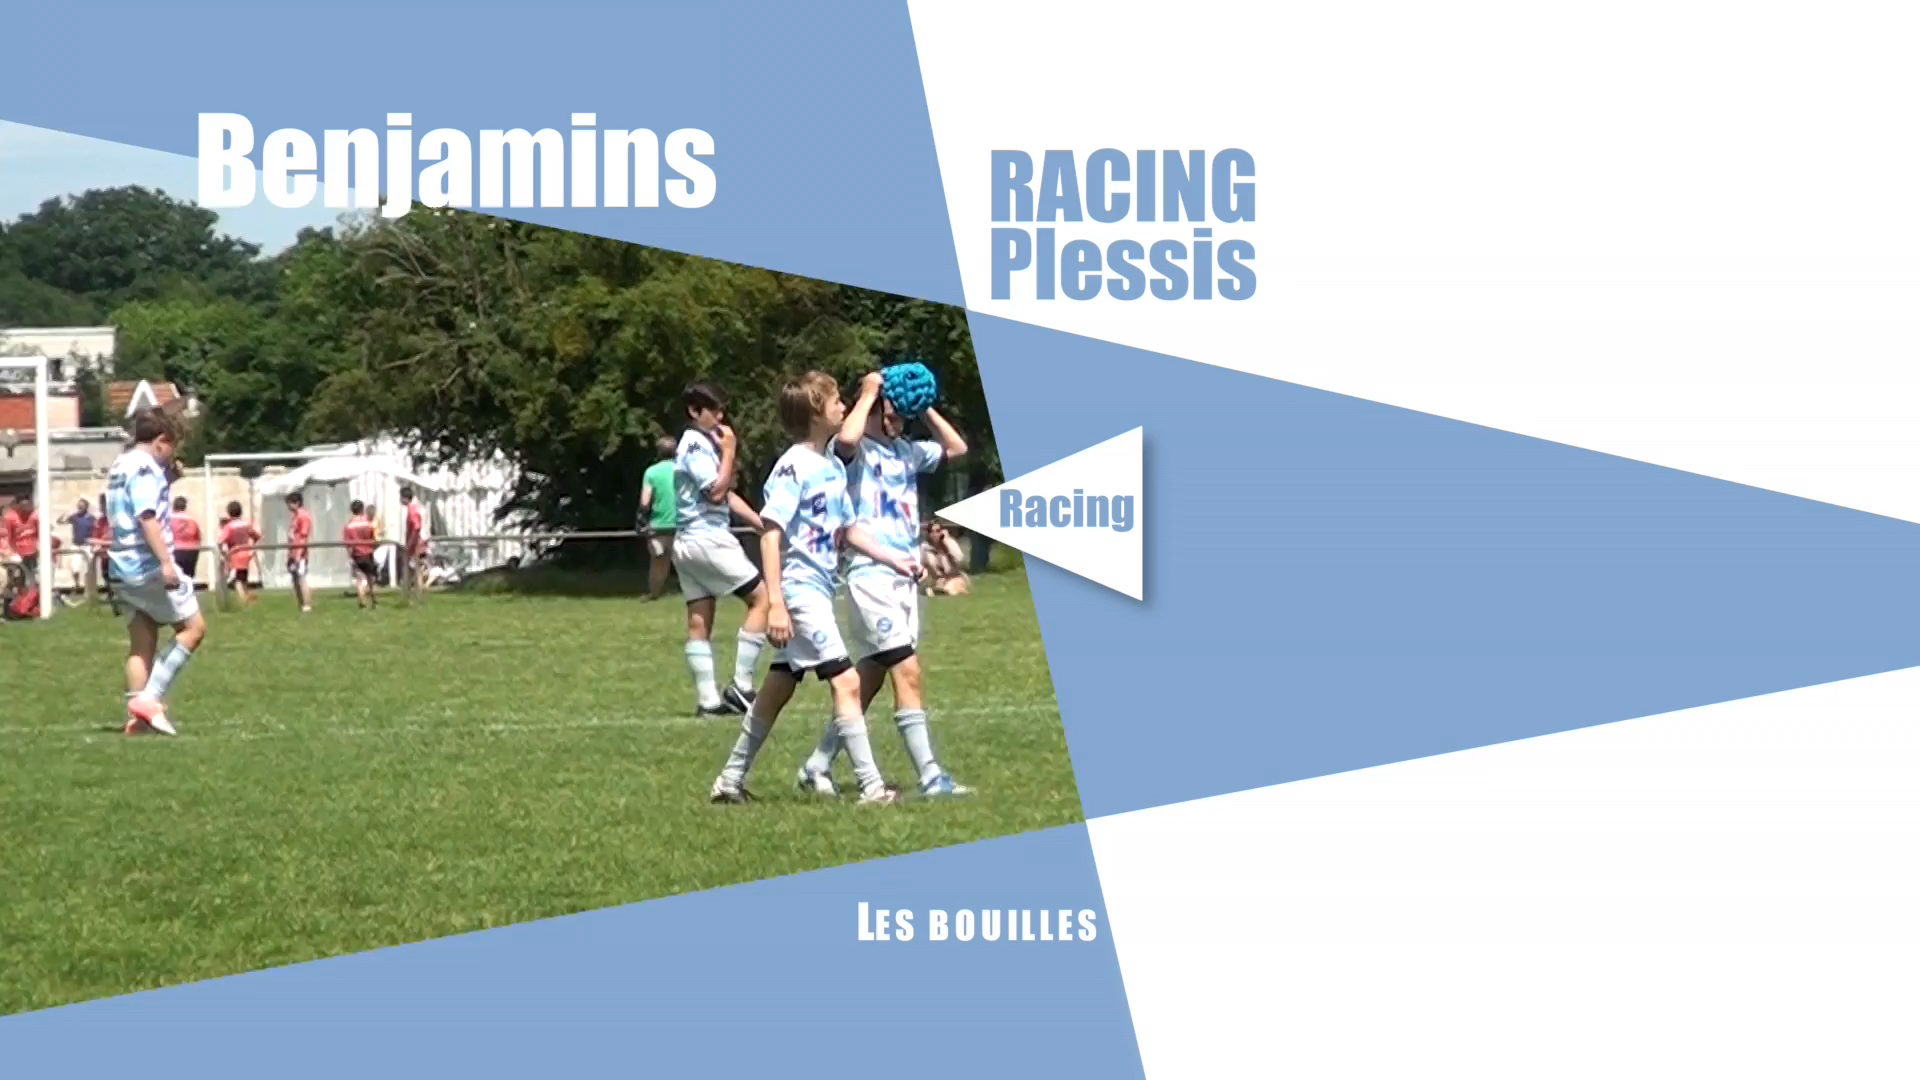 Benjamins
RACING
Plessis
Racing
LES BOUILLES